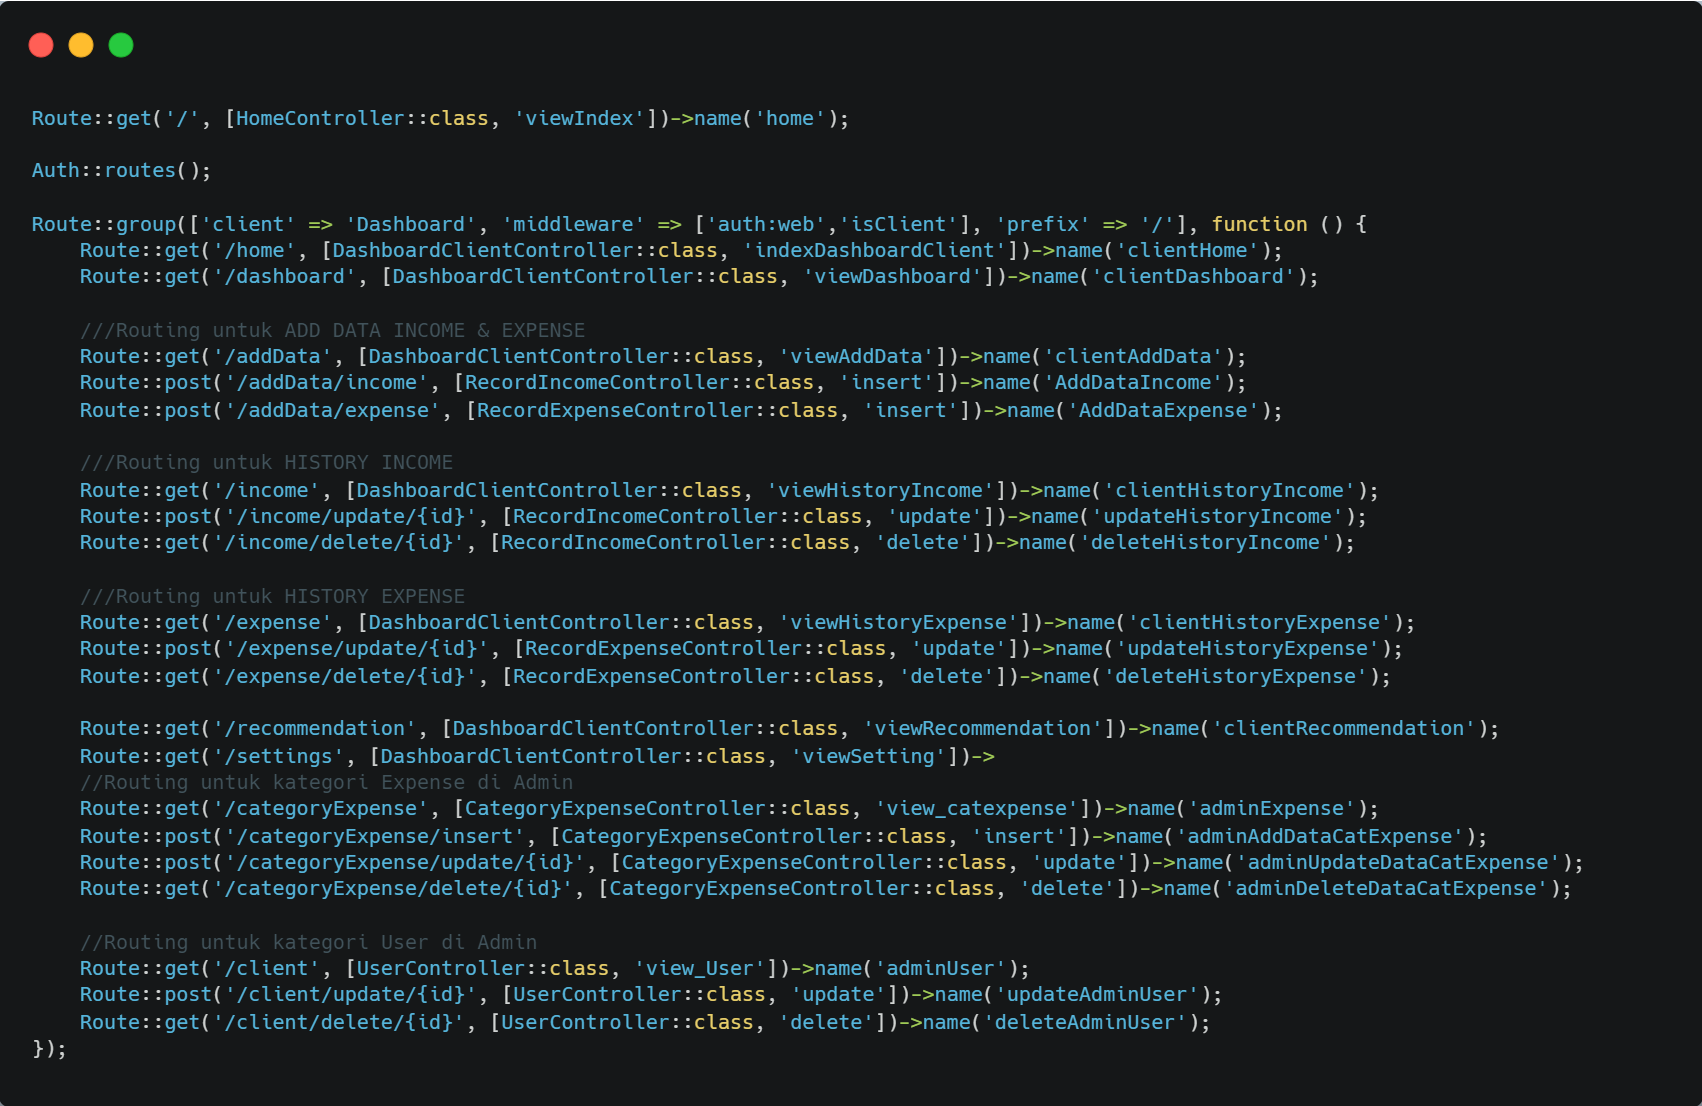 Route::get('/', [HomeController::class, 'viewIndex'])->name('home');
Auth::routes();
Route::group(['client' => 'Dashboard', 'middleware' => ['auth:web','isClient'], 'prefix' => '/'], function () {
Route::get('/home', [DashboardClientController::class, 'indexDashboardClient'])->name('clientHome');
Route::get('/dashboard', [DashboardClientController::class, 'viewDashboard'])->name('clientDashboard');
///Routing untuk ADD DATA INCOME & EXPENSE
Route::get('/addData', [DashboardClientController::class, 'viewAddData'])->name('clientAddData');
Route::post('/addData/income', [RecordIncomeController::class, 'insert'])->name('AddDataIncome');
Route::post('/addData/expense', [RecordExpenseController::class, 'insert'])->name('AddDataExpense');
///Routing untuk HISTORY INCOME
Route::get('/income', [DashboardClientController::class, 'viewHistoryIncome'])->name('clientHistoryIncome');
Route::post('/income/update/{id}', [RecordIncomeController::class, 'update'])->name('updateHistoryIncome');
Route::get('/income/delete/{id}', [RecordIncomeController::class, 'delete'])->name('deleteHistoryIncome');
///Routing untuk HISTORY EXPENSE
Route::get('/expense', [DashboardClientController::class, 'viewHistoryExpense'])->name('clientHistoryExpense');
Route::post('/expense/update/{id}', [RecordExpenseController::class, 'update'])->name('updateHistoryExpense');
Route::get('/expense/delete/{id}', [RecordExpenseController::class, 'delete'])->name('deleteHistoryExpense');
Route::get('/recommendation', [DashboardClientController::class, 'viewRecommendation'])->name('clientRecommendation');
Route::get('/settings', [DashboardClientController::class, 'viewSetting'])->
//Routing untuk kategori Expense di Admin
Route::get('/categoryExpense', [CategoryExpenseController::class, 'view_catexpense'])->name('adminExpense');
Route::post('/categoryExpense/insert', [CategoryExpenseController::class, 'insert'])->name('adminAddDataCatExpense');
Route::post('/categoryExpense/update/{id}', [CategoryExpenseController::class, 'update'])->name('adminUpdateDataCatExpense');
Route::get('/categoryExpense/delete/{id}', [CategoryExpenseController::class, 'delete'])->name('adminDeleteDataCatExpense');
//Routing untuk kategori User di Admin
Route::get('/client', [UserController::class, 'view_User'])->name('adminUser');
Route::post('/client/update/{id}', [UserController::class, 'update'])->name('updateAdminUser');
Route::get('/client/delete/{id}', [UserController::class, 'delete'])->name('deleteAdminUser');
});